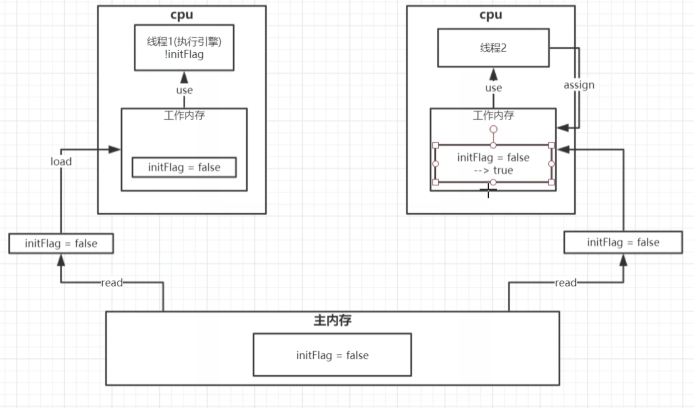 cpu
线程1(执行引擎)
!initFlag
use
工作内存
initFlag = false
load
initFlag = false
read
cpu
线程2
use
assign
工作内存
initFlag = false
--> true
initFlag = false
read
主内存
initFlag = false